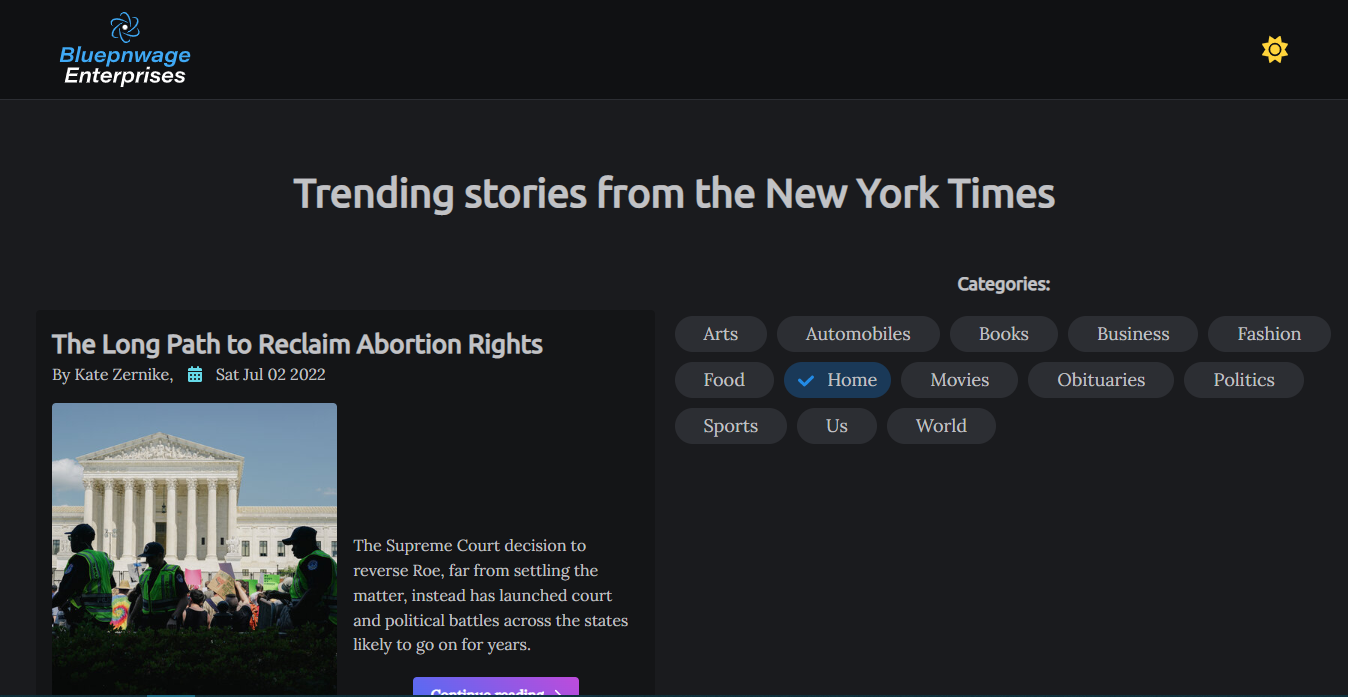 Bluepnwage
Enterprises
Trending stories from the New York Times
Categories:
The Long Path to Reclaim Abortion Rights
By Kate Zernike, Sat Jul 02 2022
Arts Automobiles Books Business Fashion
Food Home Movies Obituaries Politics
Sports Us World
The Supreme Court decision to
reverse Roe, far from settling the
matter, instead has launched court
and political battles across the states
likely to go on for years.
Continue reading